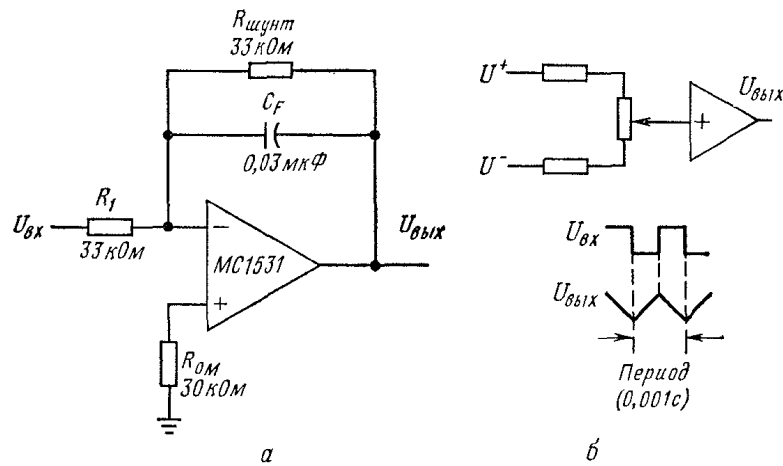 Rшунт
33 кОм
CF
0,03 мкФ
Uвх
R1
33 кОм
−
MC1531
+
Uвых
Rом
30 кОм
а
U+
U−
+
Uвых
Uвх
Uвых
Период
(0,001с)
б